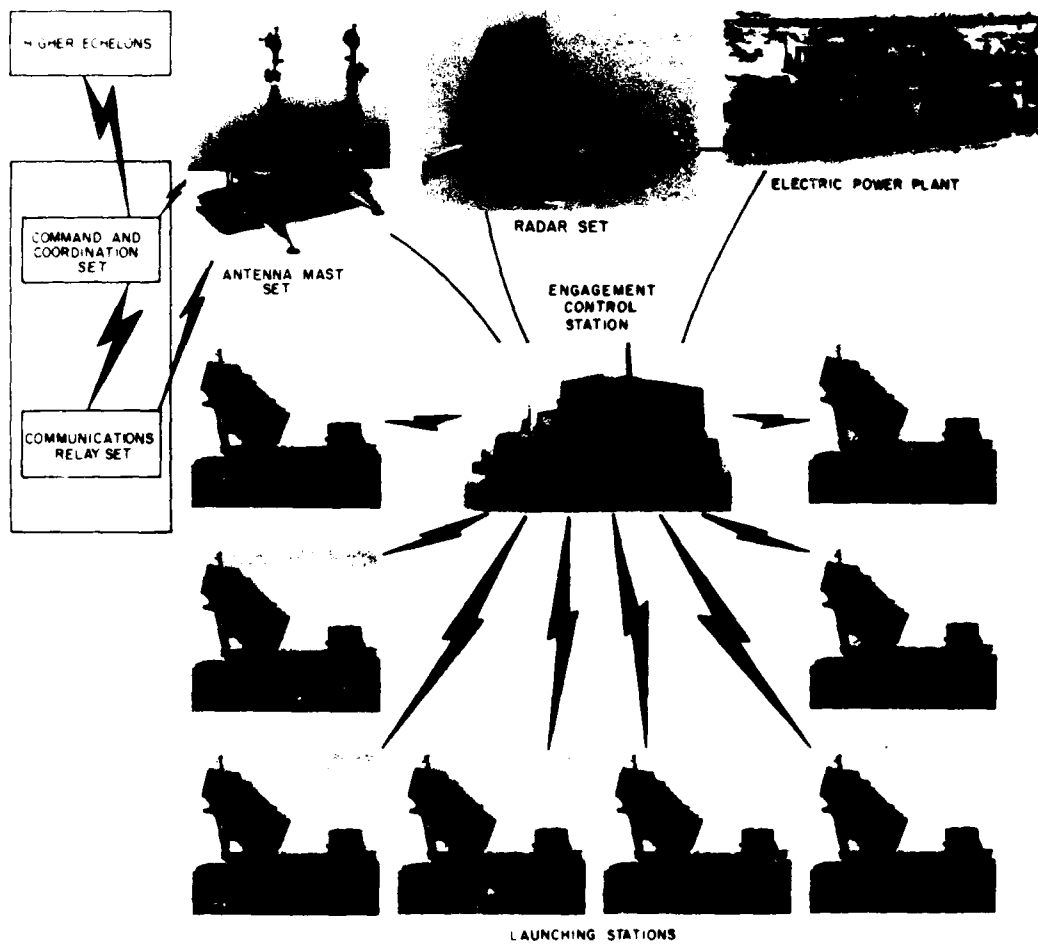 HIGHER ECHELONS
COMMAND AND
COORDINATION
SET
COMMUNICATIONS
RELAY SET
ANTENNA MAST
SET
RADAR SET
ELECTRIC POWER PLANT
ENGAGEMENT
CONTROL
STATION
LAUNCHING STATIONS